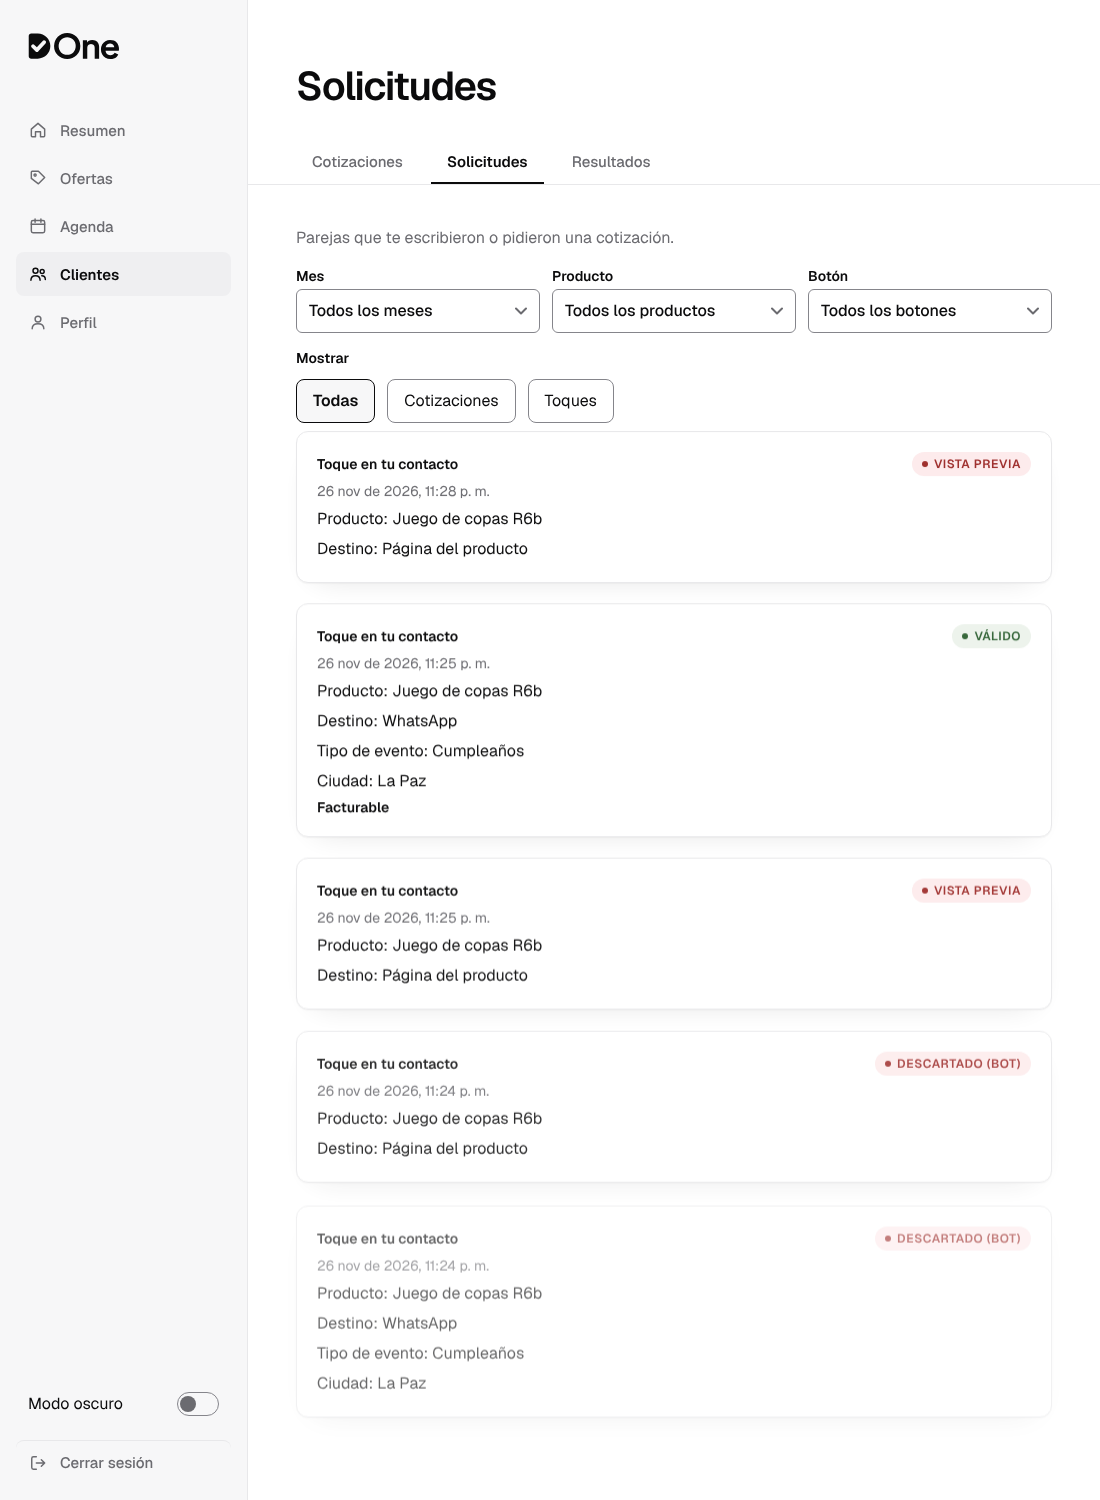 One
Resumen
Ofertas
Agenda
Clientes
Perfil
Modo oscuro
Cerrar sesión
Solicitudes
Cotizaciones
Solicitudes
Resultados
Parejas que te escribieron o pidieron una cotización.
Mes
Producto
Botón
Todos los meses
Todos los productos
Todos los botones
Mostrar
Todas
Cotizaciones
Toques
Toque en tu contacto
VISTA PREVIA
26 nov de 2026, 11:28 p. m.
Producto: Juego de copas R6b
Destino: Página del producto
Toque en tu contacto
VÁLIDO
26 nov de 2026, 11:25 p. m.
Producto: Juego de copas R6b
Destino: WhatsApp
Tipo de evento: Cumpleaños
Ciudad: La Paz
Facturable
Toque en tu contacto
VISTA PREVIA
26 nov de 2026, 11:25 p. m.
Producto: Juego de copas R6b
Destino: Página del producto
Toque en tu contacto
DESCARTADO (BOT)
26 nov de 2026, 11:24 p. m.
Producto: Juego de copas R6b
Destino: Página del producto
Toque en tu contacto
DESCARTADO (BOT)
26 nov de 2026, 11:24 p. m.
Producto: Juego de copas R6b
Destino: WhatsApp
Tipo de evento: Cumpleaños
Ciudad: La Paz